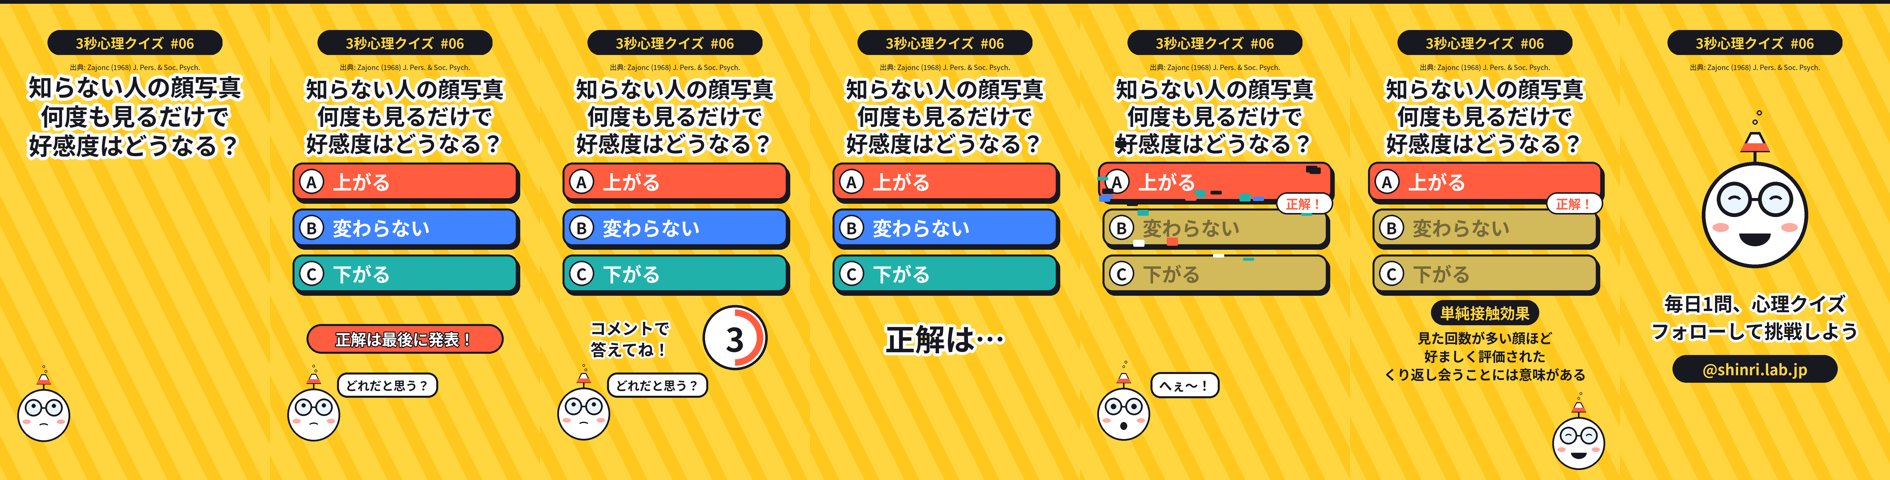 3秒心理クイズ #06
出典: Zajonc (1968) J. Pers. & Soc. Psych.
知らない人の顔写真
何度も見るだけで
好感度はどうなる？
3秒心理クイズ #06
出典: Zajonc (1968) J. Pers. & Soc. Psych.
知らない人の顔写真
何度も見るだけで
好感度はどうなる？
A 上がる
B 変わらない
C 下がる
正解は最後に発表！
どれだと思う？
3秒心理クイズ #06
出典: Zajonc (1968) J. Pers. & Soc. Psych.
知らない人の顔写真
何度も見るだけで
好感度はどうなる？
A 上がる
B 変わらない
C 下がる
コメントで
答えてね！
3
どれだと思う？
3秒心理クイズ #06
出典: Zajonc (1968) J. Pers. & Soc. Psych.
知らない人の顔写真
何度も見るだけで
好感度はどうなる？
A 上がる
B 変わらない
C 下がる
正解は…
3秒心理クイズ #06
出典: Zajonc (1968) J. Pers. & Soc. Psych.
知らない人の顔写真
何度も見るだけで
好感度はどうなる？
A 上がる
正解！
B 変わらない
C 下がる
へぇ〜！
3秒心理クイズ #06
出典: Zajonc (1968) J. Pers. & Soc. Psych.
知らない人の顔写真
何度も見るだけで
好感度はどうなる？
A 上がる
正解！
B 変わらない
C 下がる
単純接触効果
見た回数が多い顔ほど
好ましく評価された
くり返し会うことには意味がある
3秒心理クイズ #06
出典: Zajonc (1968) J. Pers. & Soc. Psych.
毎日1問、心理クイズ
フォローして挑戦しよう
@shinri.lab.jp